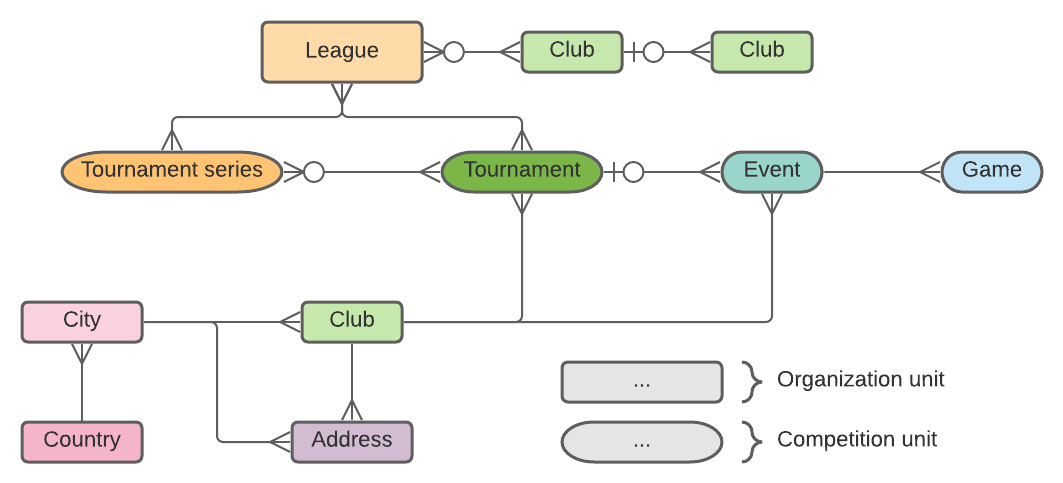 League
Club
Club
Tournament series
Tournament
Event
Game
City
Club
Country
Address
...
Organization unit
...
Competition unit